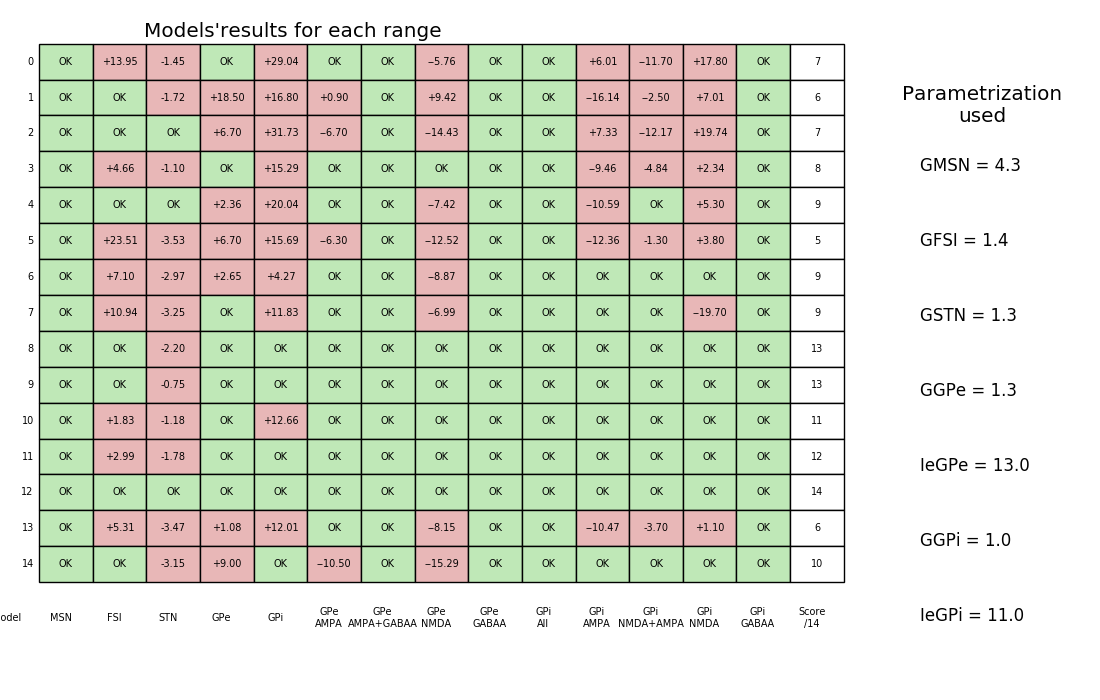 Models'results for each range
0 OK +13.95 -1.45 OK +29.04 OK OK −5.76 OK OK +6.01 −11.70 +17.80 OK 7
1 OK OK -1.72 +18.50 +16.80 +0.90 OK +9.42 OK OK −16.14 −2.50 +7.01 OK 6
2 OK OK OK +6.70 +31.73 −6.70 OK −14.43 OK OK +7.33 −12.17 +19.74 OK 7
3 OK +4.66 -1.10 OK +15.29 OK OK OK OK OK −9.46 -4.84 +2.34 OK 8
4 OK OK OK +2.36 +20.04 OK OK −7.42 OK OK −10.59 OK +5.30 OK 9
5 OK +23.51 -3.53 +6.70 +15.69 −6.30 OK −12.52 OK OK −12.36 -1.30 +3.80 OK 5
6 OK +7.10 -2.97 +2.65 +4.27 OK OK −8.87 OK OK OK OK OK OK 9
7 OK +10.94 -3.25 OK +11.83 OK OK −6.99 OK OK OK OK −19.70 OK 9
8 OK OK -2.20 OK OK OK OK OK OK OK OK OK OK OK 13
9 OK OK -0.75 OK OK OK OK OK OK OK OK OK OK OK 13
10 OK +1.83 -1.18 OK +12.66 OK OK OK OK OK OK OK OK OK 11
11 OK +2.99 -1.78 OK OK OK OK OK OK OK OK OK OK OK 12
12 OK OK OK OK OK OK OK OK OK OK OK OK OK OK 14
13 OK +5.31 -3.47 +1.08 +12.01 OK OK −8.15 OK OK −10.47 -3.70 +1.10 OK 6
14 OK OK -3.15 +9.00 OK −10.50 OK −15.29 OK OK OK OK OK OK 10
odel MSN FSI STN GPe GPi GPe GPe GPe GPe GPi GPi GPi GPi GPi Score
AMPA AMPA+GABAA NMDA GABAA All AMPA NMDA+AMPA NMDA GABAA /14
Parametrization
used
GMSN = 4.3
GFSI = 1.4
GSTN = 1.3
GGPe = 1.3
IeGPe = 13.0
GGPi = 1.0
IeGPi = 11.0